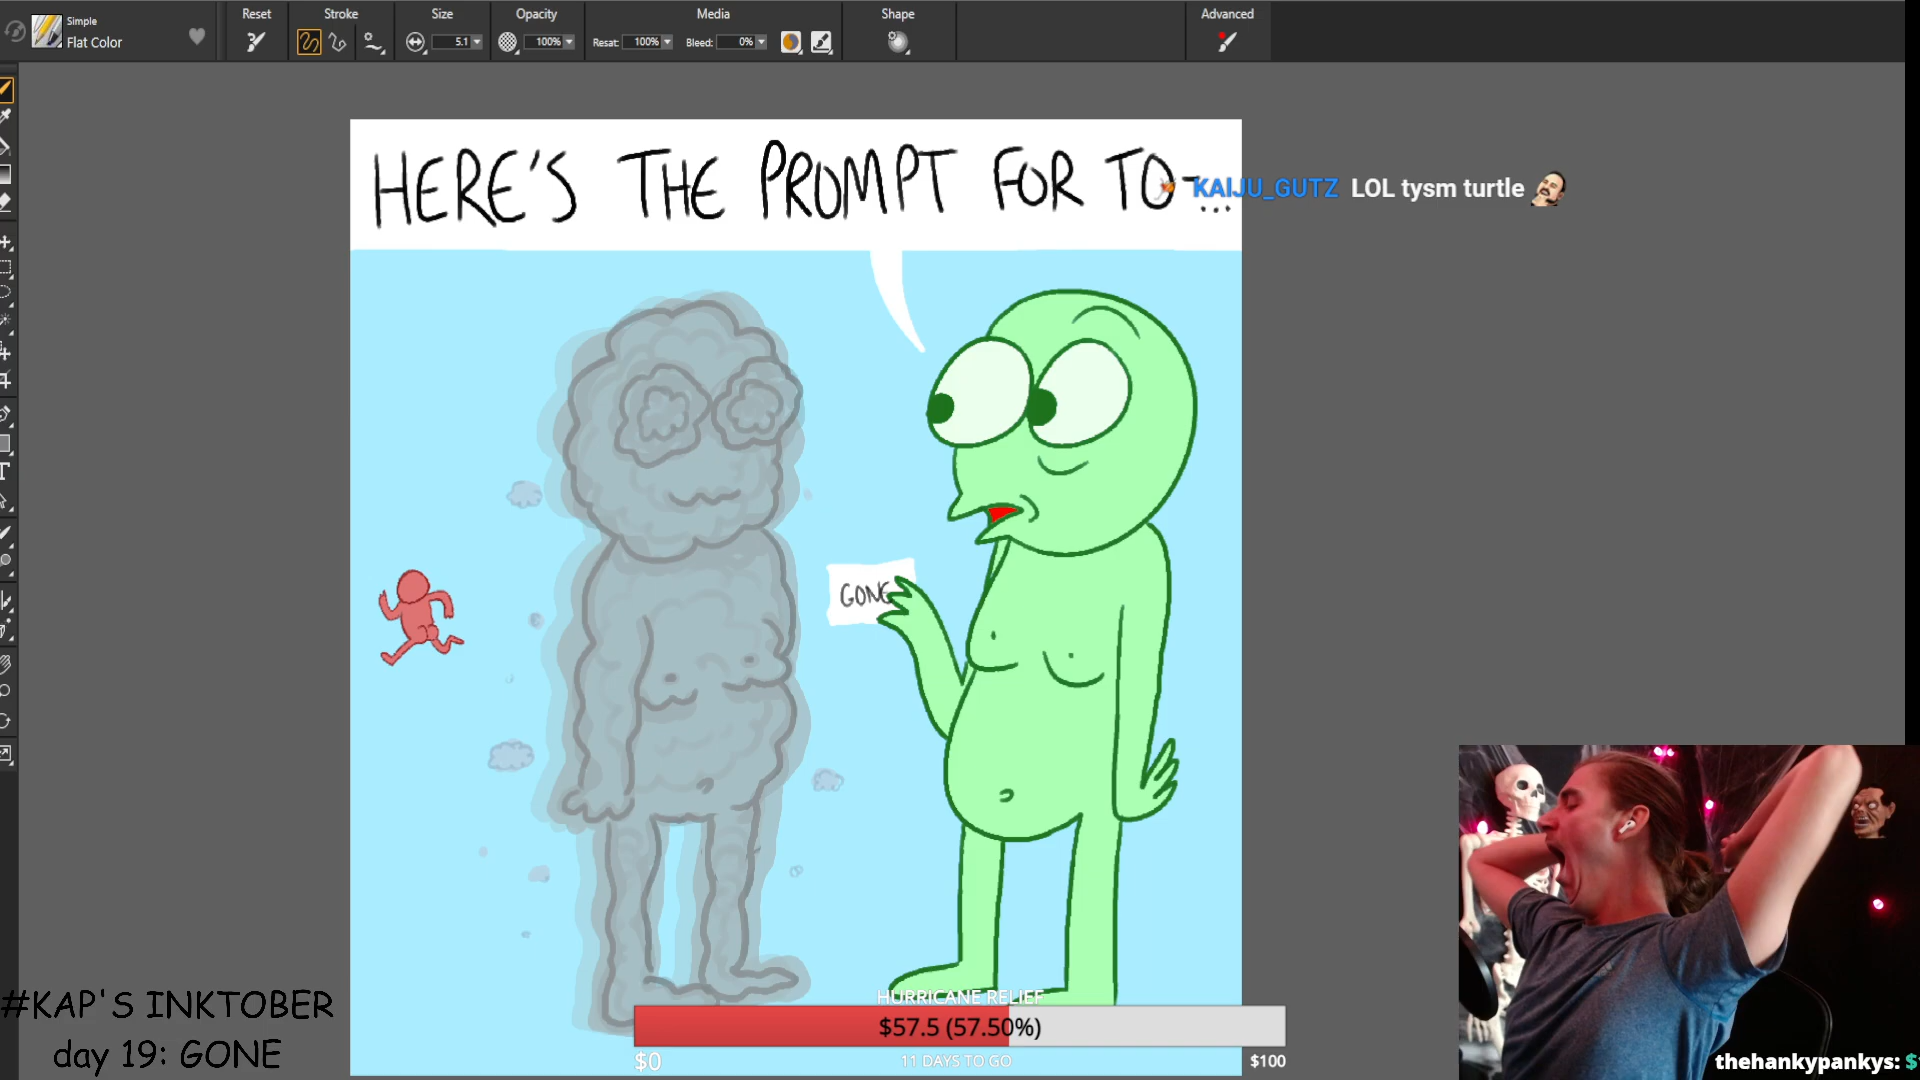 Simple
Flat Color
Reset
Stroke
Size
5.1
Opacity
100%
Media
Resat: 100%
Bleed: 0%
Shape
Advanced
HERE'S THE PROMPT FOR TO-...
KAIJU_GUTZ LOL tysm turtle
GONE
#KAP'S INKTOBER
day 19: GONE
HURRICANE RELIEF
$57.5 (57.50%)
$0
11 DAYS TO GO
$100
thehankypankys: $